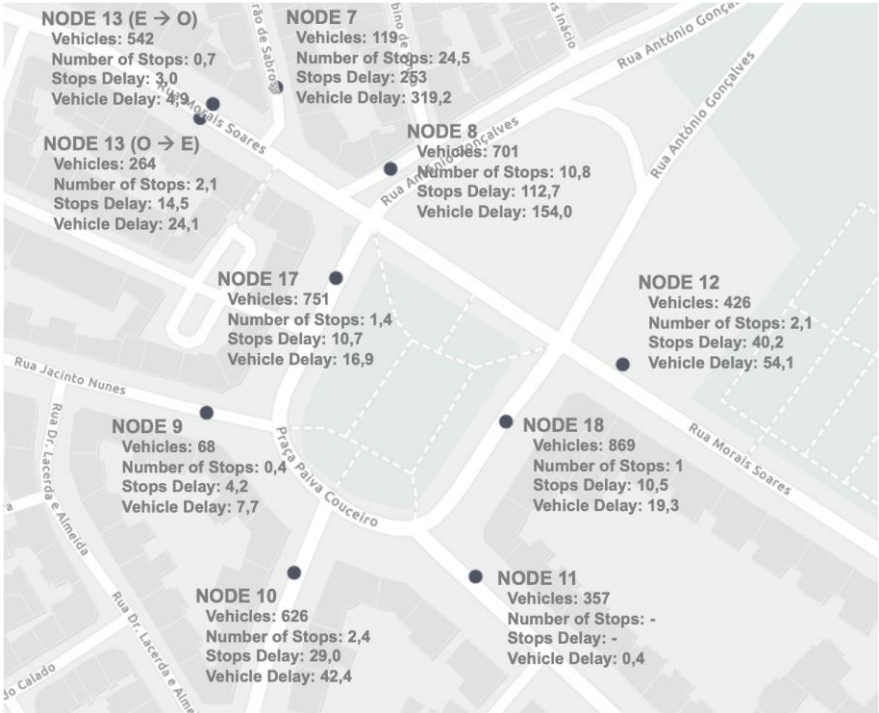 NODE 13 (E → O)
Vehicles: 542
Number of Stops: 0,7
Stops Delay: 3,0
Vehicle Delay: 4,9
NODE 7
Vehicles: 119
Number of Stops: 24,5
Stops Delay: 253
Vehicle Delay: 319,2
Rua António Gonçal
Rua Morais Soares
NODE 13 (O → E)
Vehicles: 264
Number of Stops: 2,1
Stops Delay: 14,5
Vehicle Delay: 24,1
NODE 8
Vehicles: 701
Number of Stops: 10,8
Stops Delay: 112,7
Vehicle Delay: 154,0
Rua António Gonçalves
Rua António Gonçalves
NODE 17
Vehicles: 751
Number of Stops: 1,4
Stops Delay: 10,7
Vehicle Delay: 16,9
NODE 12
Vehicles: 426
Number of Stops: 2,1
Stops Delay: 40,2
Vehicle Delay: 54,1
Rua Jacinto Nunes
Rua Dr. Lacerda e Almeida
NODE 9
Vehicles: 68
Number of Stops: 0,4
Stops Delay: 4,2
Vehicle Delay: 7,7
Praça Paiva Couceiro
NODE 18
Vehicles: 869
Number of Stops: 1
Stops Delay: 10,5
Vehicle Delay: 19,3
Rua Morais Soares
NODE 10
Vehicles: 626
Number of Stops: 2,4
Stops Delay: 29,0
Vehicle Delay: 42,4
NODE 11
Vehicles: 357
Number of Stops: -
Stops Delay: -
Vehicle Delay: 0,4
Rua Dr. Lacerda e Alme
do Calado